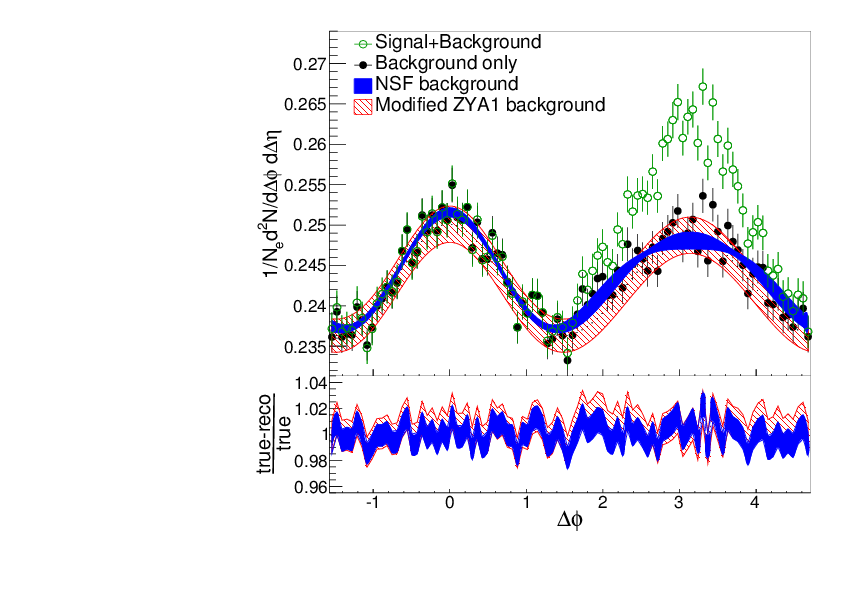 Signal+Background
Background only
NSF background
Modified ZYA1 background
1/Nₑd²N/dΔϕ dΔη
0.27
0.265
0.26
0.255
0.25
0.245
0.24
0.235
true-reco
true
1.04
1.02
1
0.98
0.96
-1 0 1 2 3 4
Δϕ